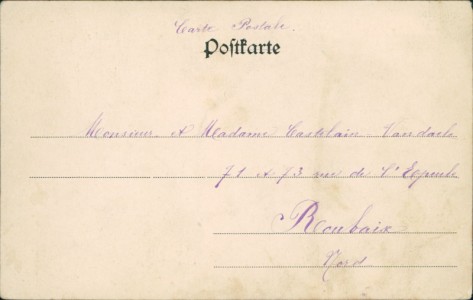 Carte Postale.
Postkarte
Monsieur et Madame Castelain Vandaele
71 et 73 rue de l'Epeule
Roubaix
Nord